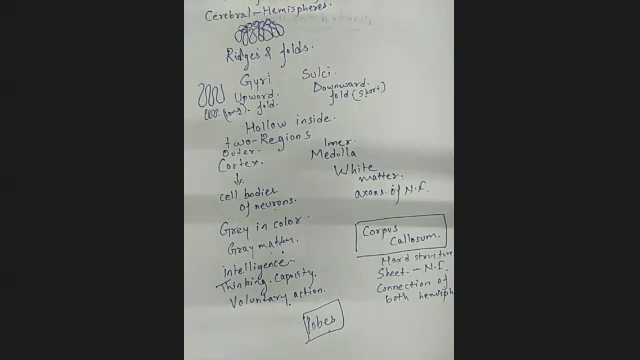 Cerebral-Hemispheres.
Ridges & folds.
Gyri Sulci
Upward fold. Downward
(long) fold (short)
Hollow inside.
two-Regions
Outer Inner
Cortex. Medulla
White
matter.
cell bodies axons of N.F.
of neurons.
Grey in color.
Gray matter.
Intelligence
Thinking capacity.
Voluntary action.
Corpus
Callosum.
Hard structure
Sheet - N.F.
Connection of
both hemisph
lobes